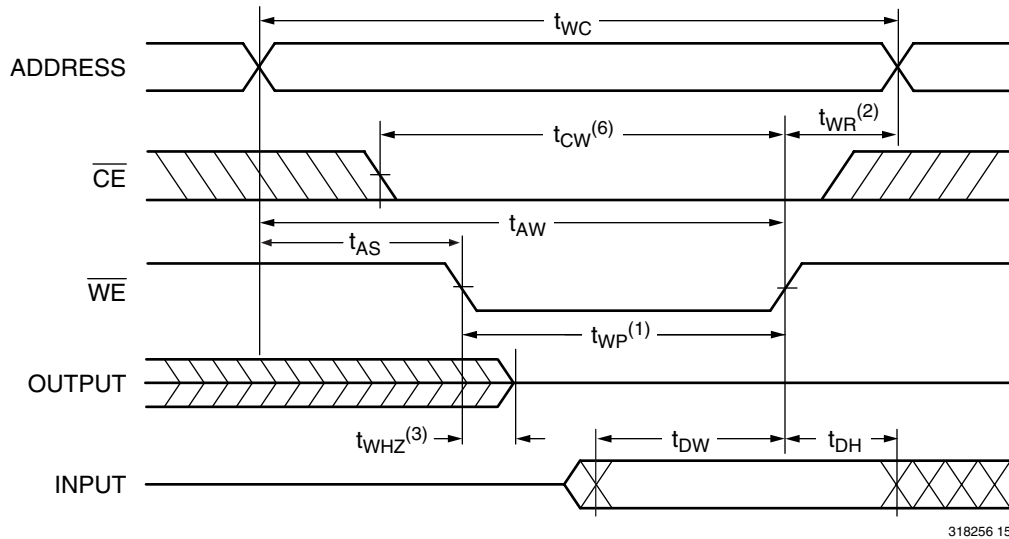 tWC
ADDRESS
tCW(6)
tWR(2)
CE
tAW
tAS
WE
tWP(1)
OUTPUT
tWHZ(3)
tDW
tDH
INPUT
318256 15